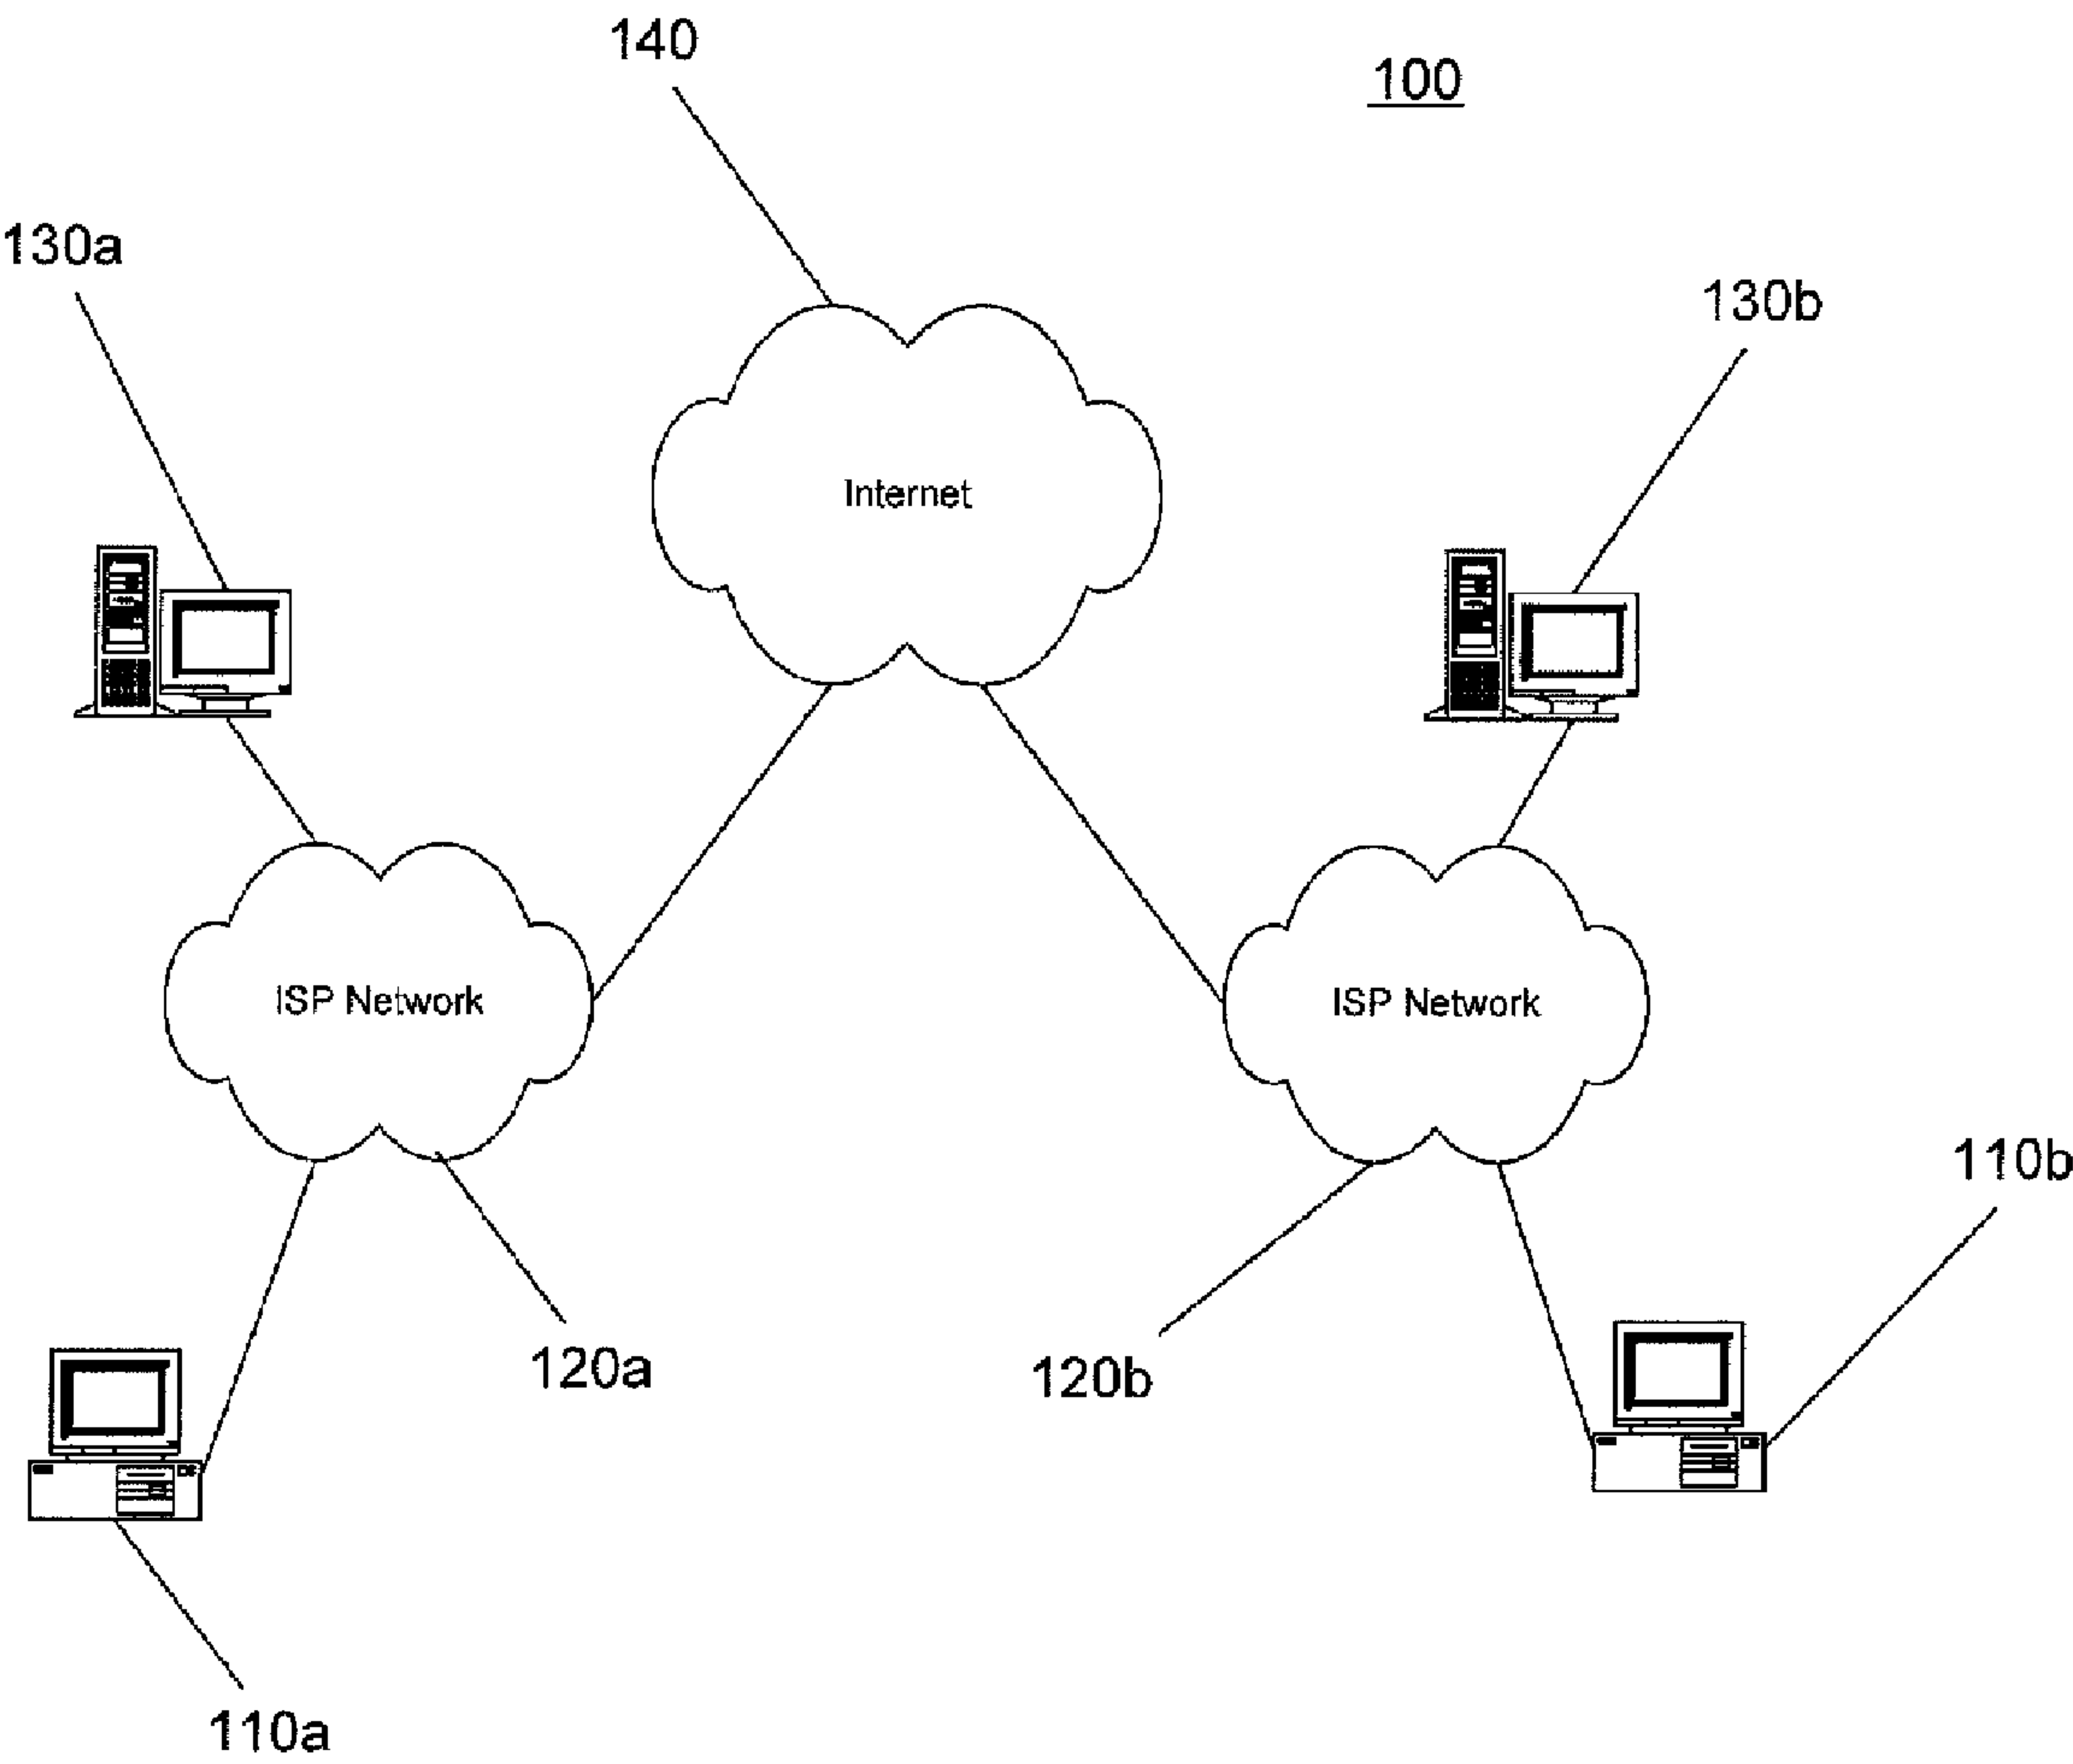 140
100
130a
130b
Internet
ISP Network
ISP Network
110b
120a
120b
110a